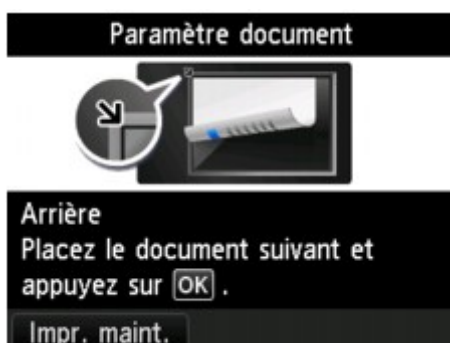 Paramètre document
Arrière
Placez le document suivant et
appuyez sur OK .
Impr. maint.